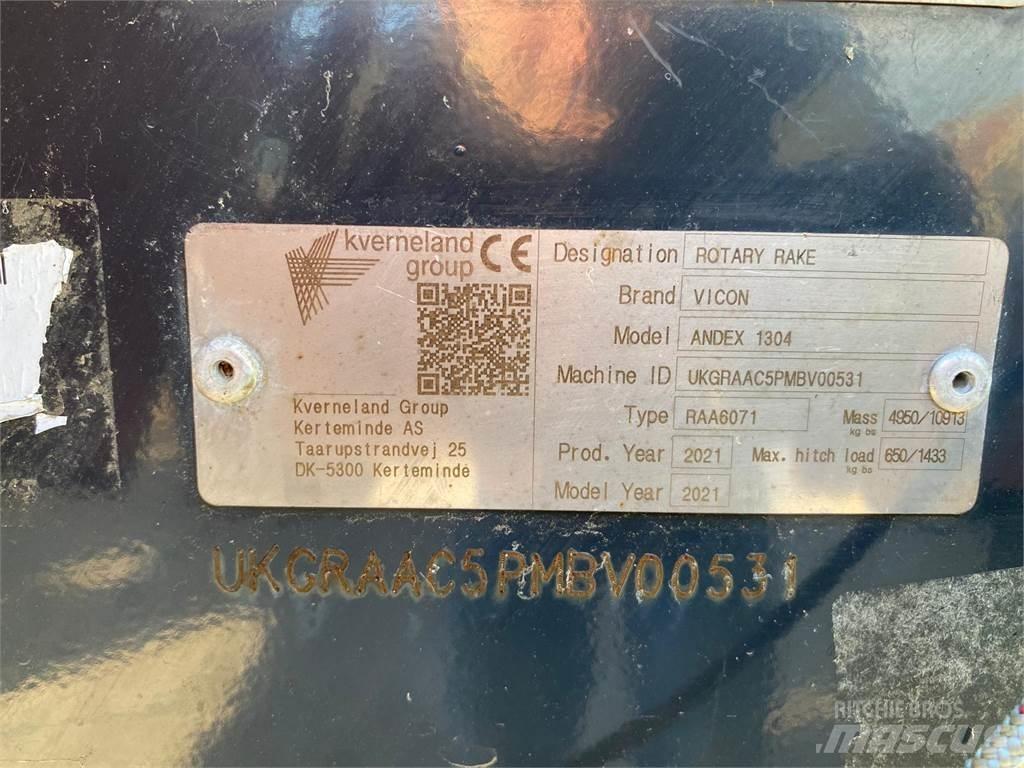 kverneland
group CE
Kverneland Group
Kerteminde AS
Taarupstrandvej 25
DK-5300 Kerteminde
Designation ROTARY RAKE
Brand VICON
Model ANDEX 1304
Machine ID UKGRAAC5PMBV00531
Type RAA6071 Mass 4950/10913
kg bs
Prod. Year 2021 Max. hitch load 650/1433
kg bs
Model Year 2021
UKGRAAC5PMBV00531
RITCHIE BROS.
mascus